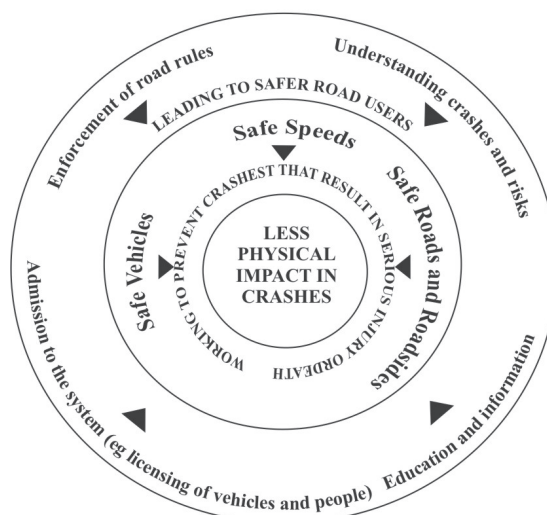 Enforcement of road rules
Understanding crashes and risks
LEADING TO SAFER ROAD USERS
Safe Speeds
Safe Vehicles
Safe Roads and Roadsides
WORKING TO PREVENT CRASHEST THAT RESULT IN SERIOUS INJURY ORDEATH
LESS
PHYSICAL
IMPACT IN
CRASHES
Admission to the system (eg licensing of vehicles and people)
Education and information